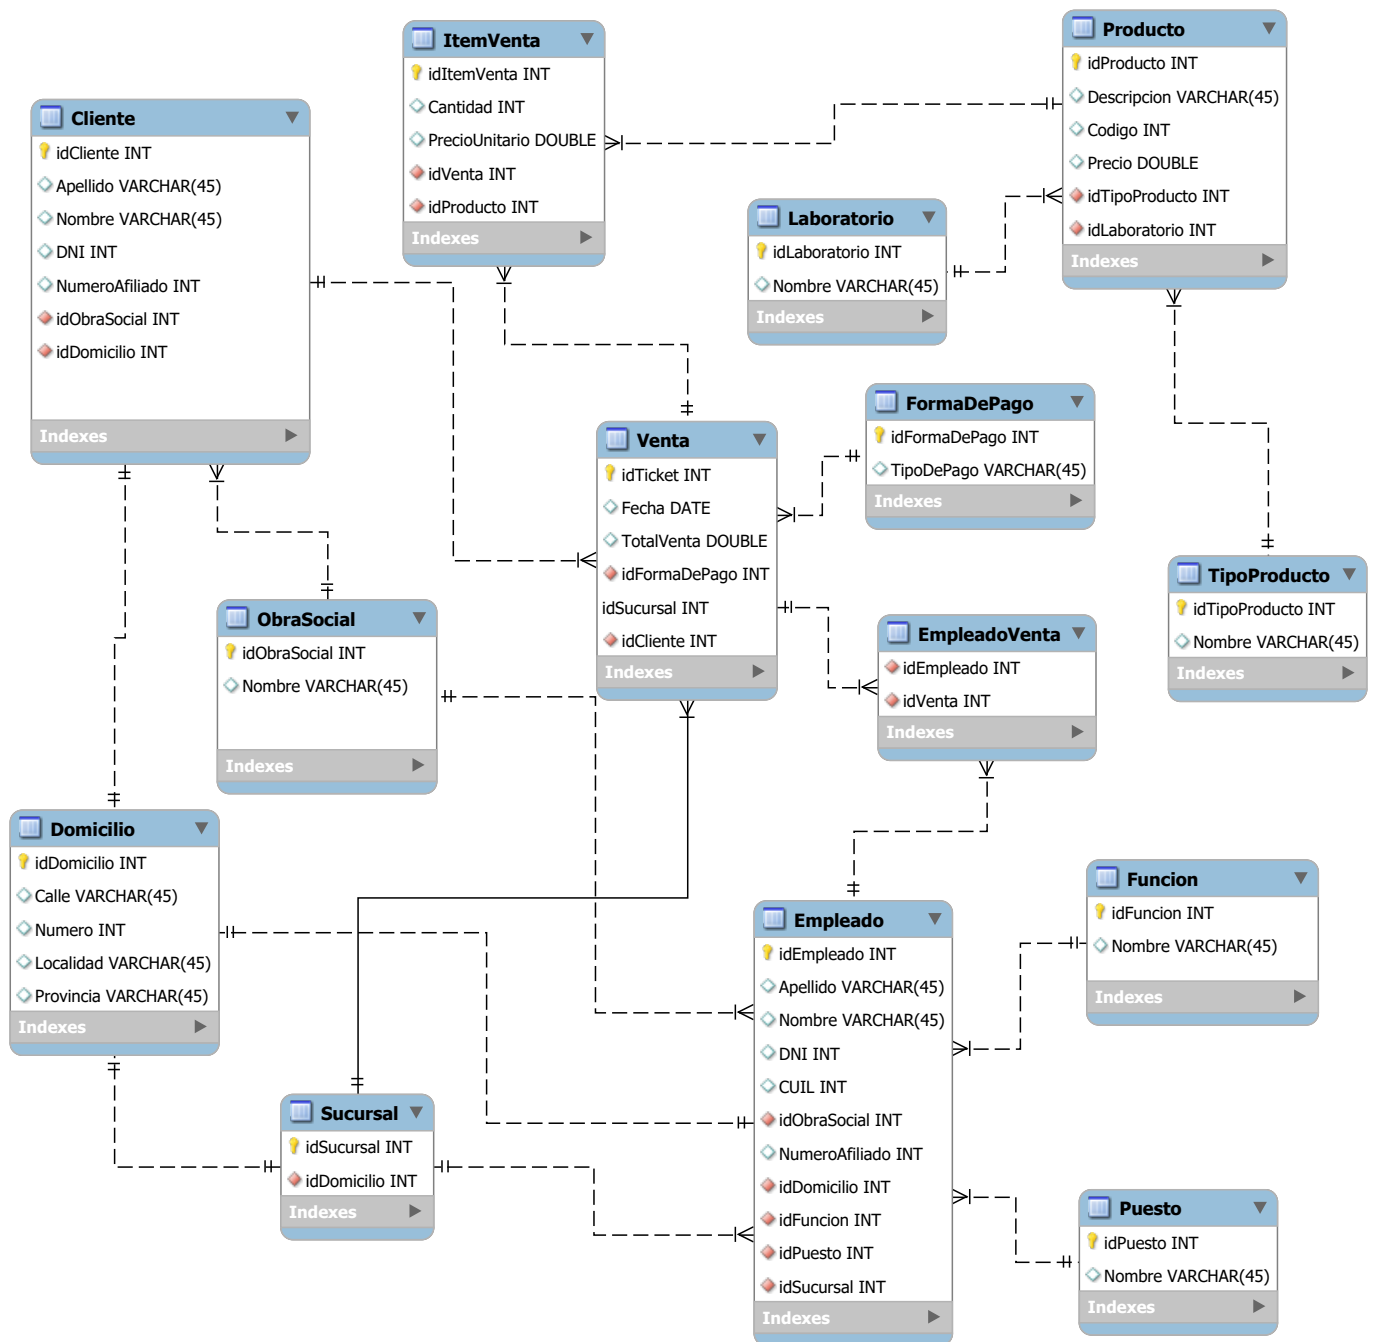 ItemVenta
idItemVenta INT
Cantidad INT
PrecioUnitario DOUBLE
idVenta INT
idProducto INT
Indexes
Producto
idProducto INT
Descripcion VARCHAR(45)
Codigo INT
Precio DOUBLE
idTipoProducto INT
idLaboratorio INT
Indexes
Cliente
idCliente INT
Apellido VARCHAR(45)
Nombre VARCHAR(45)
DNI INT
NumeroAfiliado INT
idObraSocial INT
idDomicilio INT
Indexes
Laboratorio
idLaboratorio INT
Nombre VARCHAR(45)
Indexes
FormaDePago
idFormaDePago INT
TipoDePago VARCHAR(45)
Indexes
Venta
idTicket INT
Fecha DATE
TotalVenta DOUBLE
idFormaDePago INT
idSucursal INT
idCliente INT
Indexes
TipoProducto
idTipoProducto INT
Nombre VARCHAR(45)
Indexes
ObraSocial
idObraSocial INT
Nombre VARCHAR(45)
Indexes
EmpleadoVenta
idEmpleado INT
idVenta INT
Indexes
Domicilio
idDomicilio INT
Calle VARCHAR(45)
Numero INT
Localidad VARCHAR(45)
Provincia VARCHAR(45)
Indexes
Empleado
idEmpleado INT
Apellido VARCHAR(45)
Nombre VARCHAR(45)
DNI INT
CUIL INT
idObraSocial INT
NumeroAfiliado INT
idDomicilio INT
idFuncion INT
idPuesto INT
idSucursal INT
Indexes
Funcion
idFuncion INT
Nombre VARCHAR(45)
Indexes
Sucursal
idSucursal INT
idDomicilio INT
Indexes
Puesto
idPuesto INT
Nombre VARCHAR(45)
Indexes